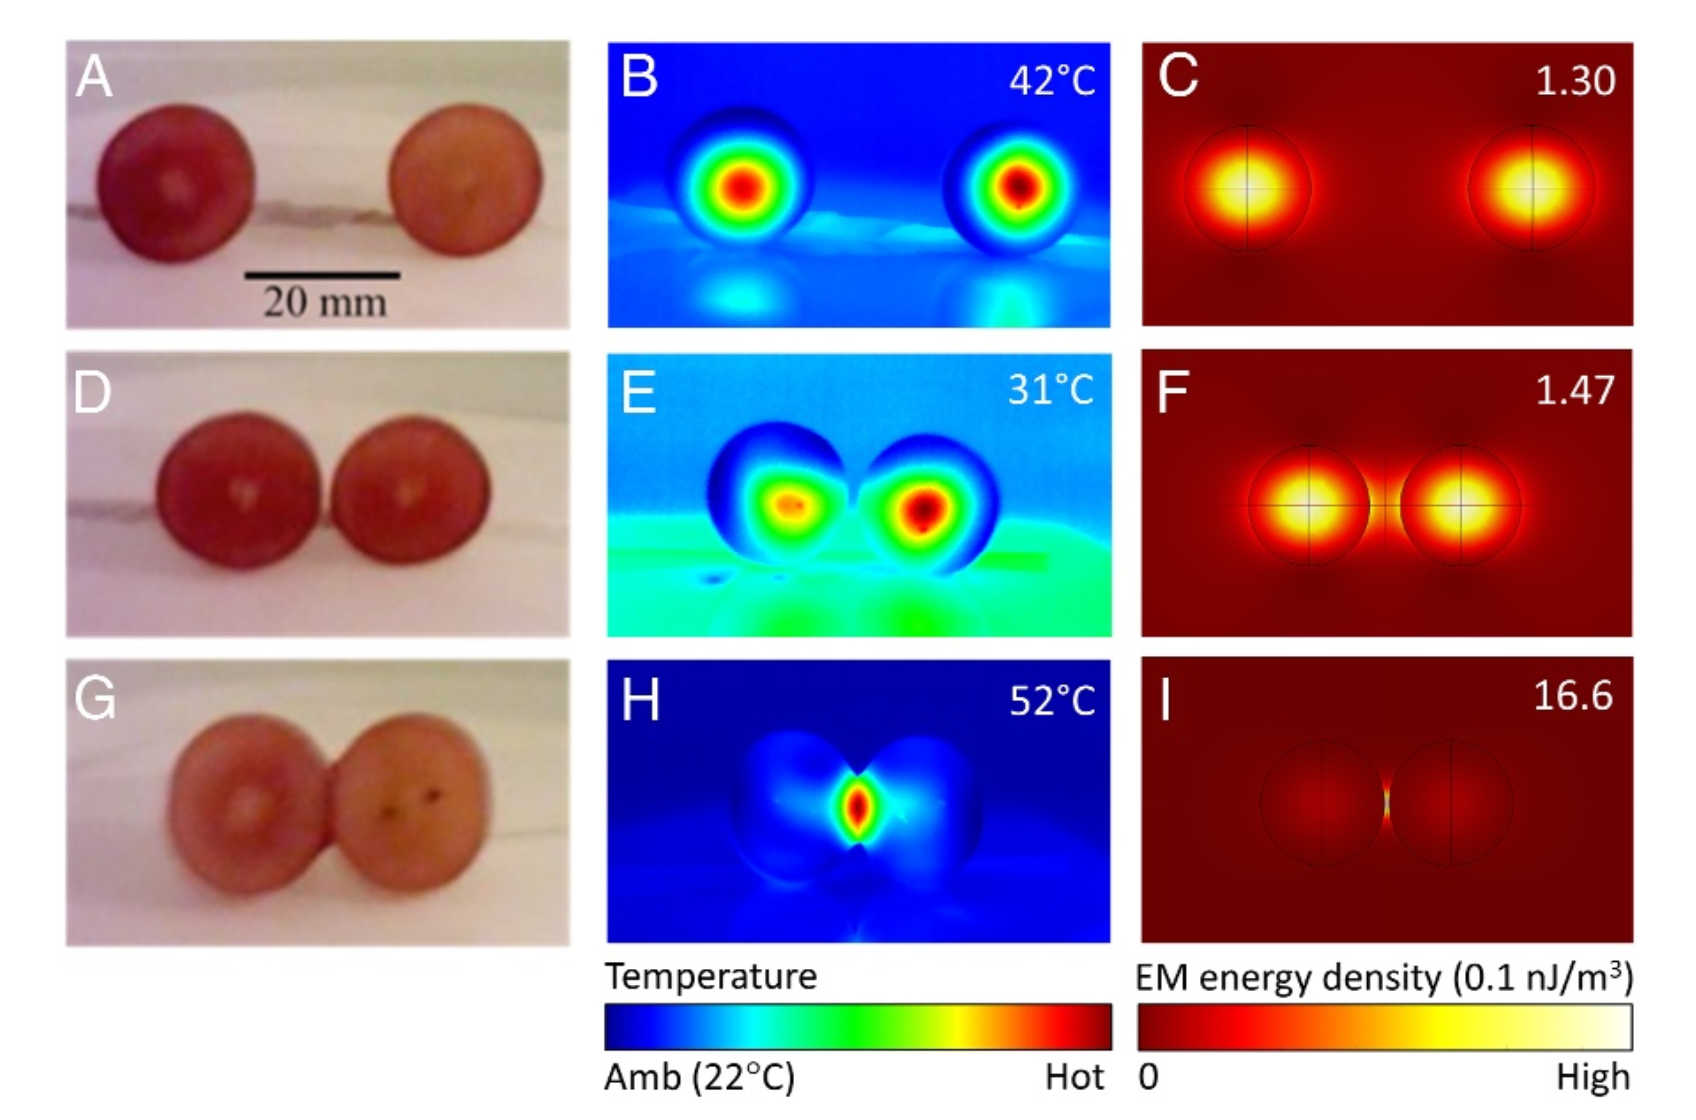 A
B
42°C
C
1.30
20 mm
D
E
31°C
F
1.47
G
H
52°C
I
16.6
Temperature
EM energy density (0.1 nJ/m³)
Amb (22°C)
Hot
0
High